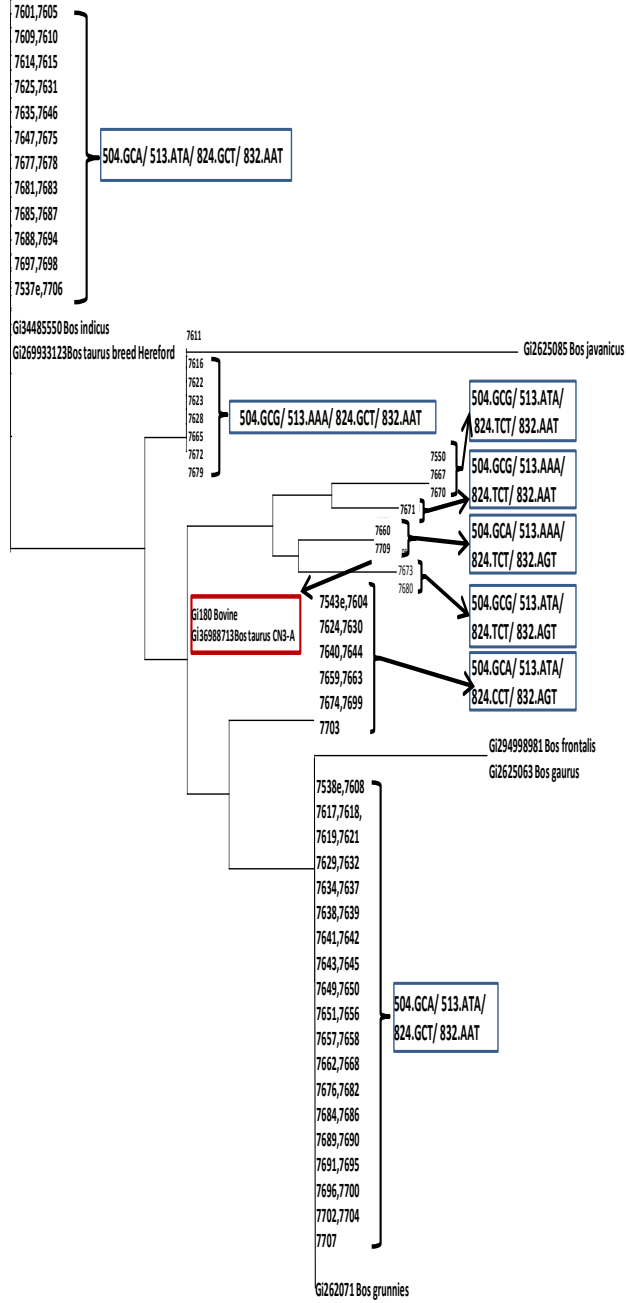 7601,7605
7609,7610
7614,7615
7625,7631
7635,7646
7647,7675
7677,7678
7681,7683
7685,7687
7688,7694
7697,7698
7537e,7706
504.GCA/ 513.ATA/ 824.GCT/ 832.AAT
Gi34485550 Bos indicus
Gi269933123Bos taurus breed Hereford
7611
Gi2625085 Bos javanicus
7616
7622
7623
7628
7665
7672
7679
504.GCG/ 513.AAA/ 824.GCT/ 832.AAT
504.GCG/ 513.ATA/
824.TCT/ 832.AAT
7550
7667
7670
504.GCG/ 513.AAA/
824.TCT/ 832.AAT
7671
7660
7709
504.GCA/ 513.AAA/
824.TCT/ 832.AGT
7673
7680
504.GCG/ 513.ATA/
824.TCT/ 832.AGT
Gi180 Bovine
Gi36988713Bos taurus CN3-A
7543e,7604
7624,7630
7640,7644
7659,7663
7674,7699
7703
504.GCA/ 513.ATA/
824.CCT/ 832.AGT
Gi294998981 Bos frontalis
Gi2625063 Bos gaurus
7538e,7608
7617,7618,
7619,7621
7629,7632
7634,7637
7638,7639
7641,7642
7643,7645
7649,7650
7651,7656
7657,7658
7662,7668
7676,7682
7684,7686
7689,7690
7691,7695
7696,7700
7702,7704
7707
504.GCA/ 513.ATA/
824.GCT/ 832.AAT
Gi262071 Bos grunnies